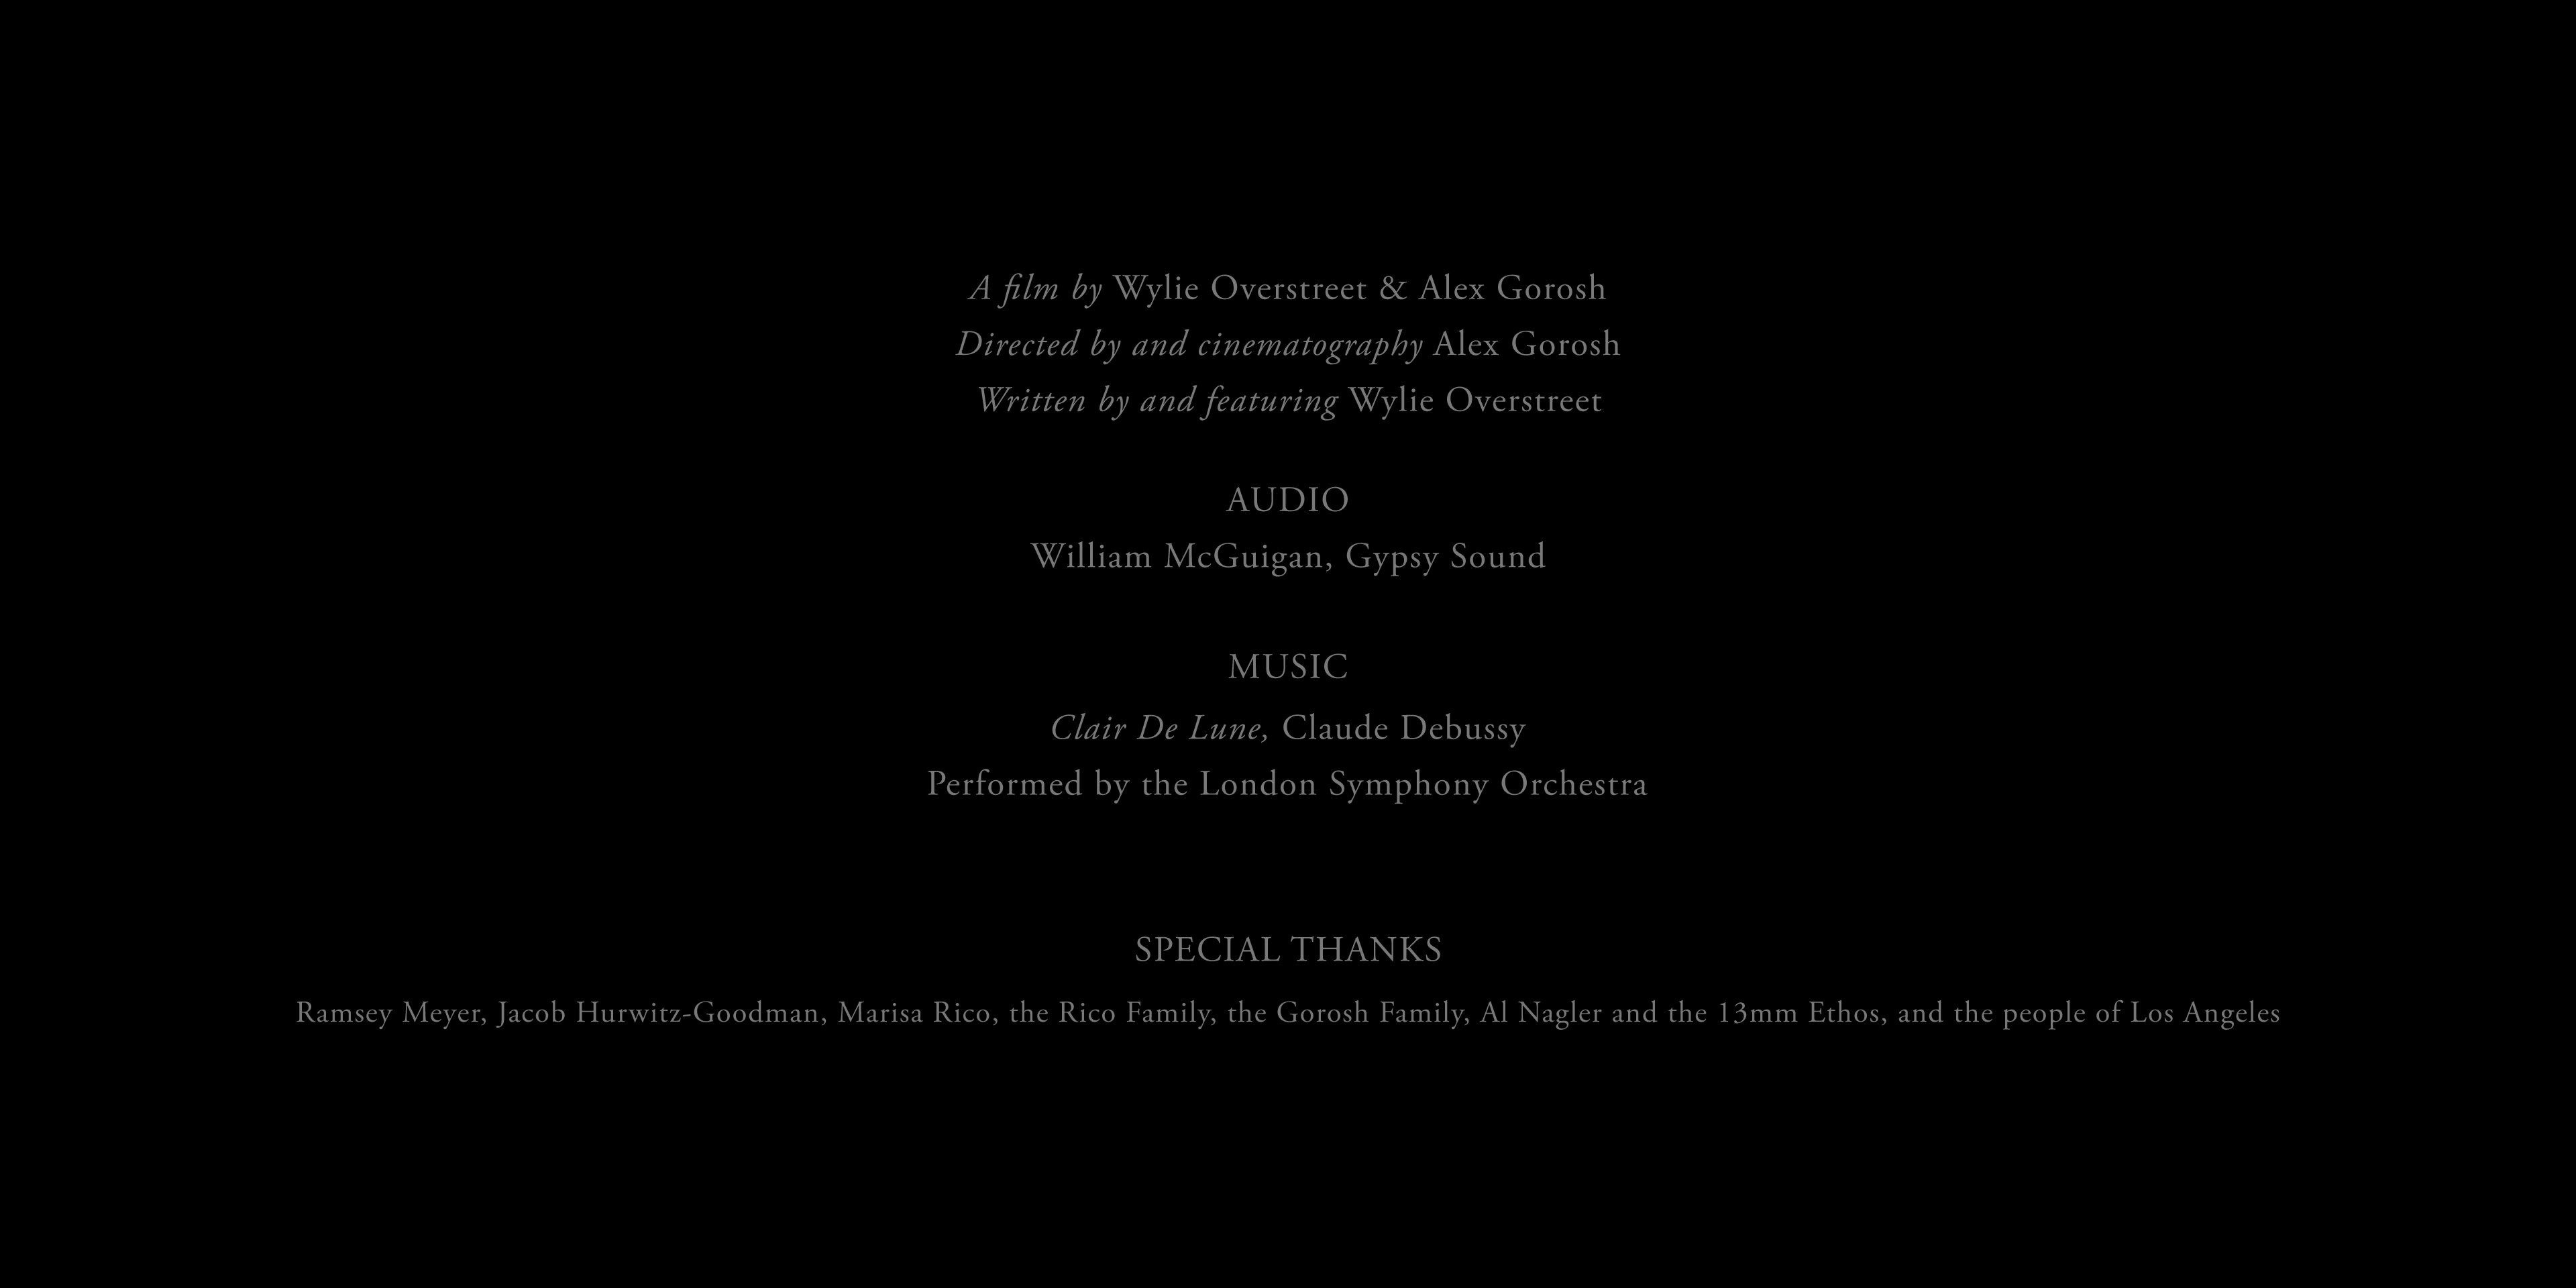 A film by Wylie Overstreet & Alex Gorosh
Directed by and cinematography Alex Gorosh
Written by and featuring Wylie Overstreet
AUDIO
William McGuigan, Gypsy Sound
MUSIC
Clair De Lune, Claude Debussy
Performed by the London Symphony Orchestra
SPECIAL THANKS
Ramsey Meyer, Jacob Hurwitz-Goodman, Marisa Rico, the Rico Family, the Gorosh Family, Al Nagler and the 13mm Ethos, and the people of Los Angeles